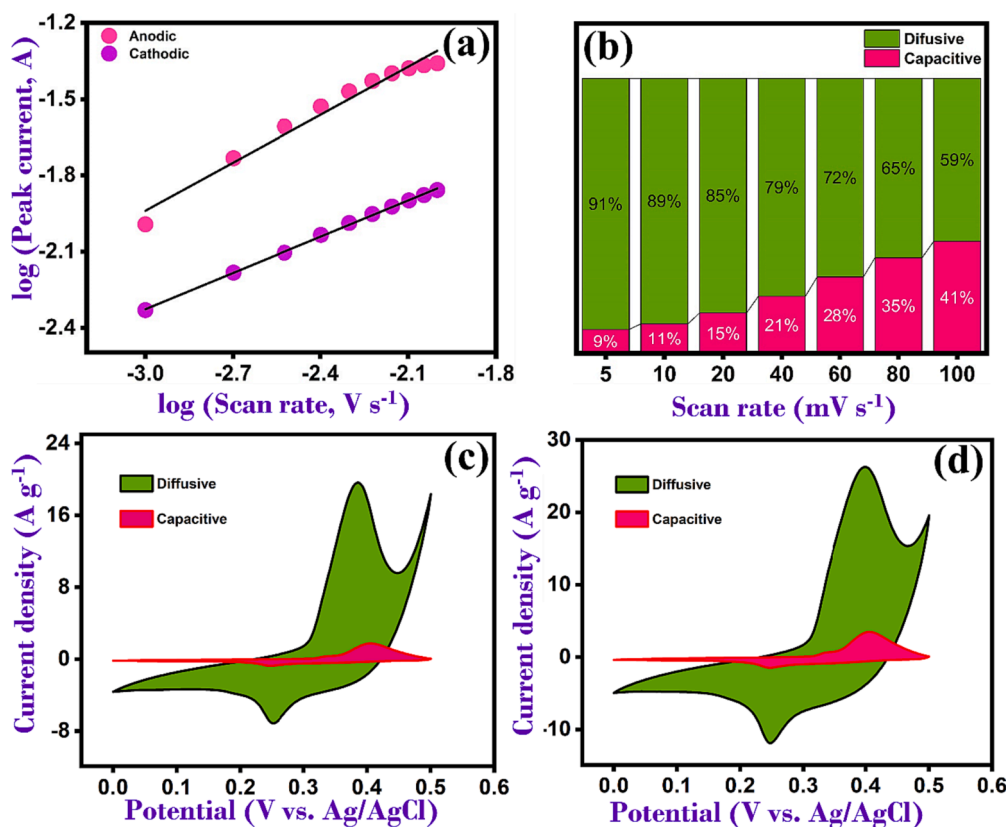 (a)
Anodic
Cathodic
-1.2
-1.5
-1.8
-2.1
-2.4
log (Peak current, A)
-3.0 -2.7 -2.4 -2.1 -1.8
log (Scan rate, V s⁻¹)
(b)
Difusive
Capacitive
91% 89% 85% 79% 72% 65% 59%
9% 11% 15% 21% 28% 35% 41%
5 10 20 40 60 80 100
Scan rate (mV s⁻¹)
(c)
Diffusive
Capacitive
24
16
8
0
-8
Current density (A g⁻¹)
0.0 0.1 0.2 0.3 0.4 0.5 0.6
Potential (V vs. Ag/AgCl)
(d)
Diffusive
Capacitive
30
20
10
0
-10
Current density (A g⁻¹)
0.0 0.1 0.2 0.3 0.4 0.5 0.6
Potential (V vs. Ag/AgCl)